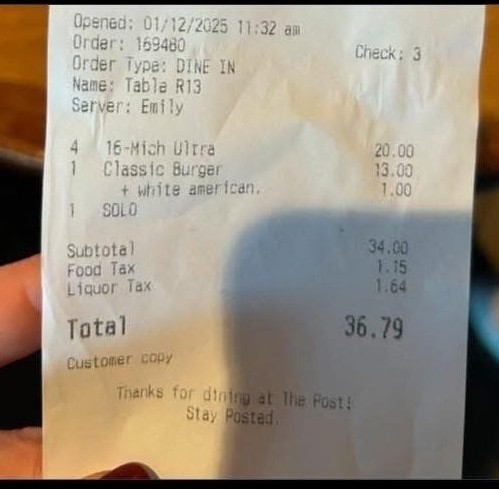 Opened: 01/12/2025 11:32 am
Order: 169480 Check: 3
Order Type: DINE IN
Name: Table R13
Server: Emily
4 16-Mich Ultra 20.00
1 Classic Burger 13.00
+ white american. 1.00
1 SOLO
Subtotal 34.00
Food Tax 1.15
Liquor Tax 1.64
Total 36.79
Customer copy
Thanks for dining at The Post!
Stay Posted.